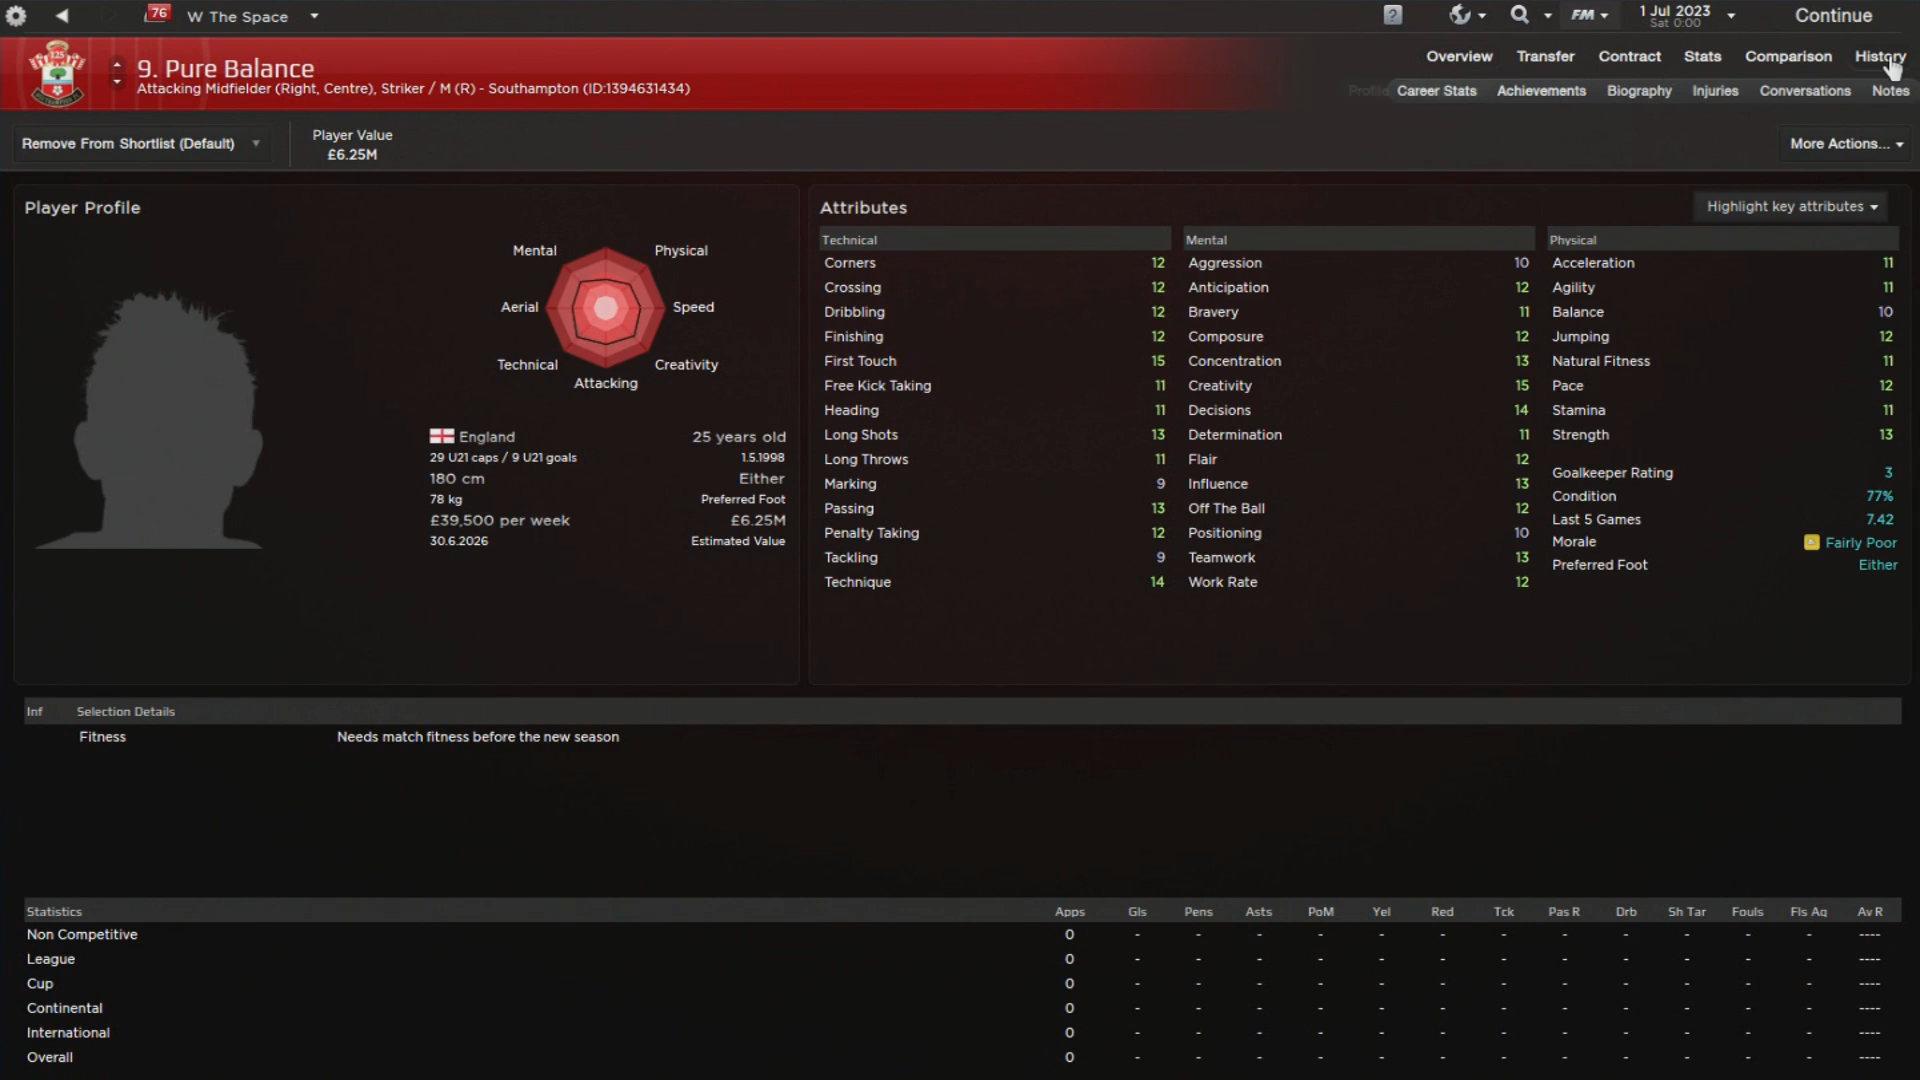 76 W The Space
1 Jul 2023
Sat 0:00
FM
Continue
9. Pure Balance
Attacking Midfielder (Right, Centre), Striker / M (R) - Southampton (ID:1394631434)
Overview Transfer Contract Stats Comparison History
Profile Career Stats Achievements Biography Injuries Conversations Notes
Remove From Shortlist (Default)
Player Value
£6.25M
More Actions...
Player Profile
Mental Physical
Aerial Speed
Technical Creativity
Attacking
England 25 years old
29 U21 caps / 9 U21 goals 1.5.1998
180 cm Either
78 kg Preferred Foot
£39,500 per week £6.25M
30.6.2026 Estimated Value
Attributes
Highlight key attributes
Technical Mental Physical
Corners 12 Aggression 10 Acceleration 11
Crossing 12 Anticipation 12 Agility 11
Dribbling 12 Bravery 11 Balance 10
Finishing 12 Composure 12 Jumping 12
First Touch 15 Concentration 13 Natural Fitness 11
Free Kick Taking 11 Creativity 15 Pace 12
Heading 11 Decisions 14 Stamina 11
Long Shots 13 Determination 11 Strength 13
Long Throws 11 Flair 12
Goalkeeper Rating 3
Marking 9 Influence 13
Condition 77%
Passing 13 Off The Ball 12
Last 5 Games 7.42
Penalty Taking 12 Positioning 10
Morale Fairly Poor
Tackling 9 Teamwork 13
Preferred Foot Either
Technique 14 Work Rate 12
Inf Selection Details
Fitness Needs match fitness before the new season
Statistics Apps Gls Pens Asts PoM Yel Red Tck Pas R Drb Sh Tar Fouls Fls Ag Av R
Non Competitive 0 - - - - - - - - - - - - ----
League 0 - - - - - - - - - - - - ----
Cup 0 - - - - - - - - - - - - ----
Continental 0 - - - - - - - - - - - - ----
International 0 - - - - - - - - - - - - ----
Overall 0 - - - - - - - - - - - - ----